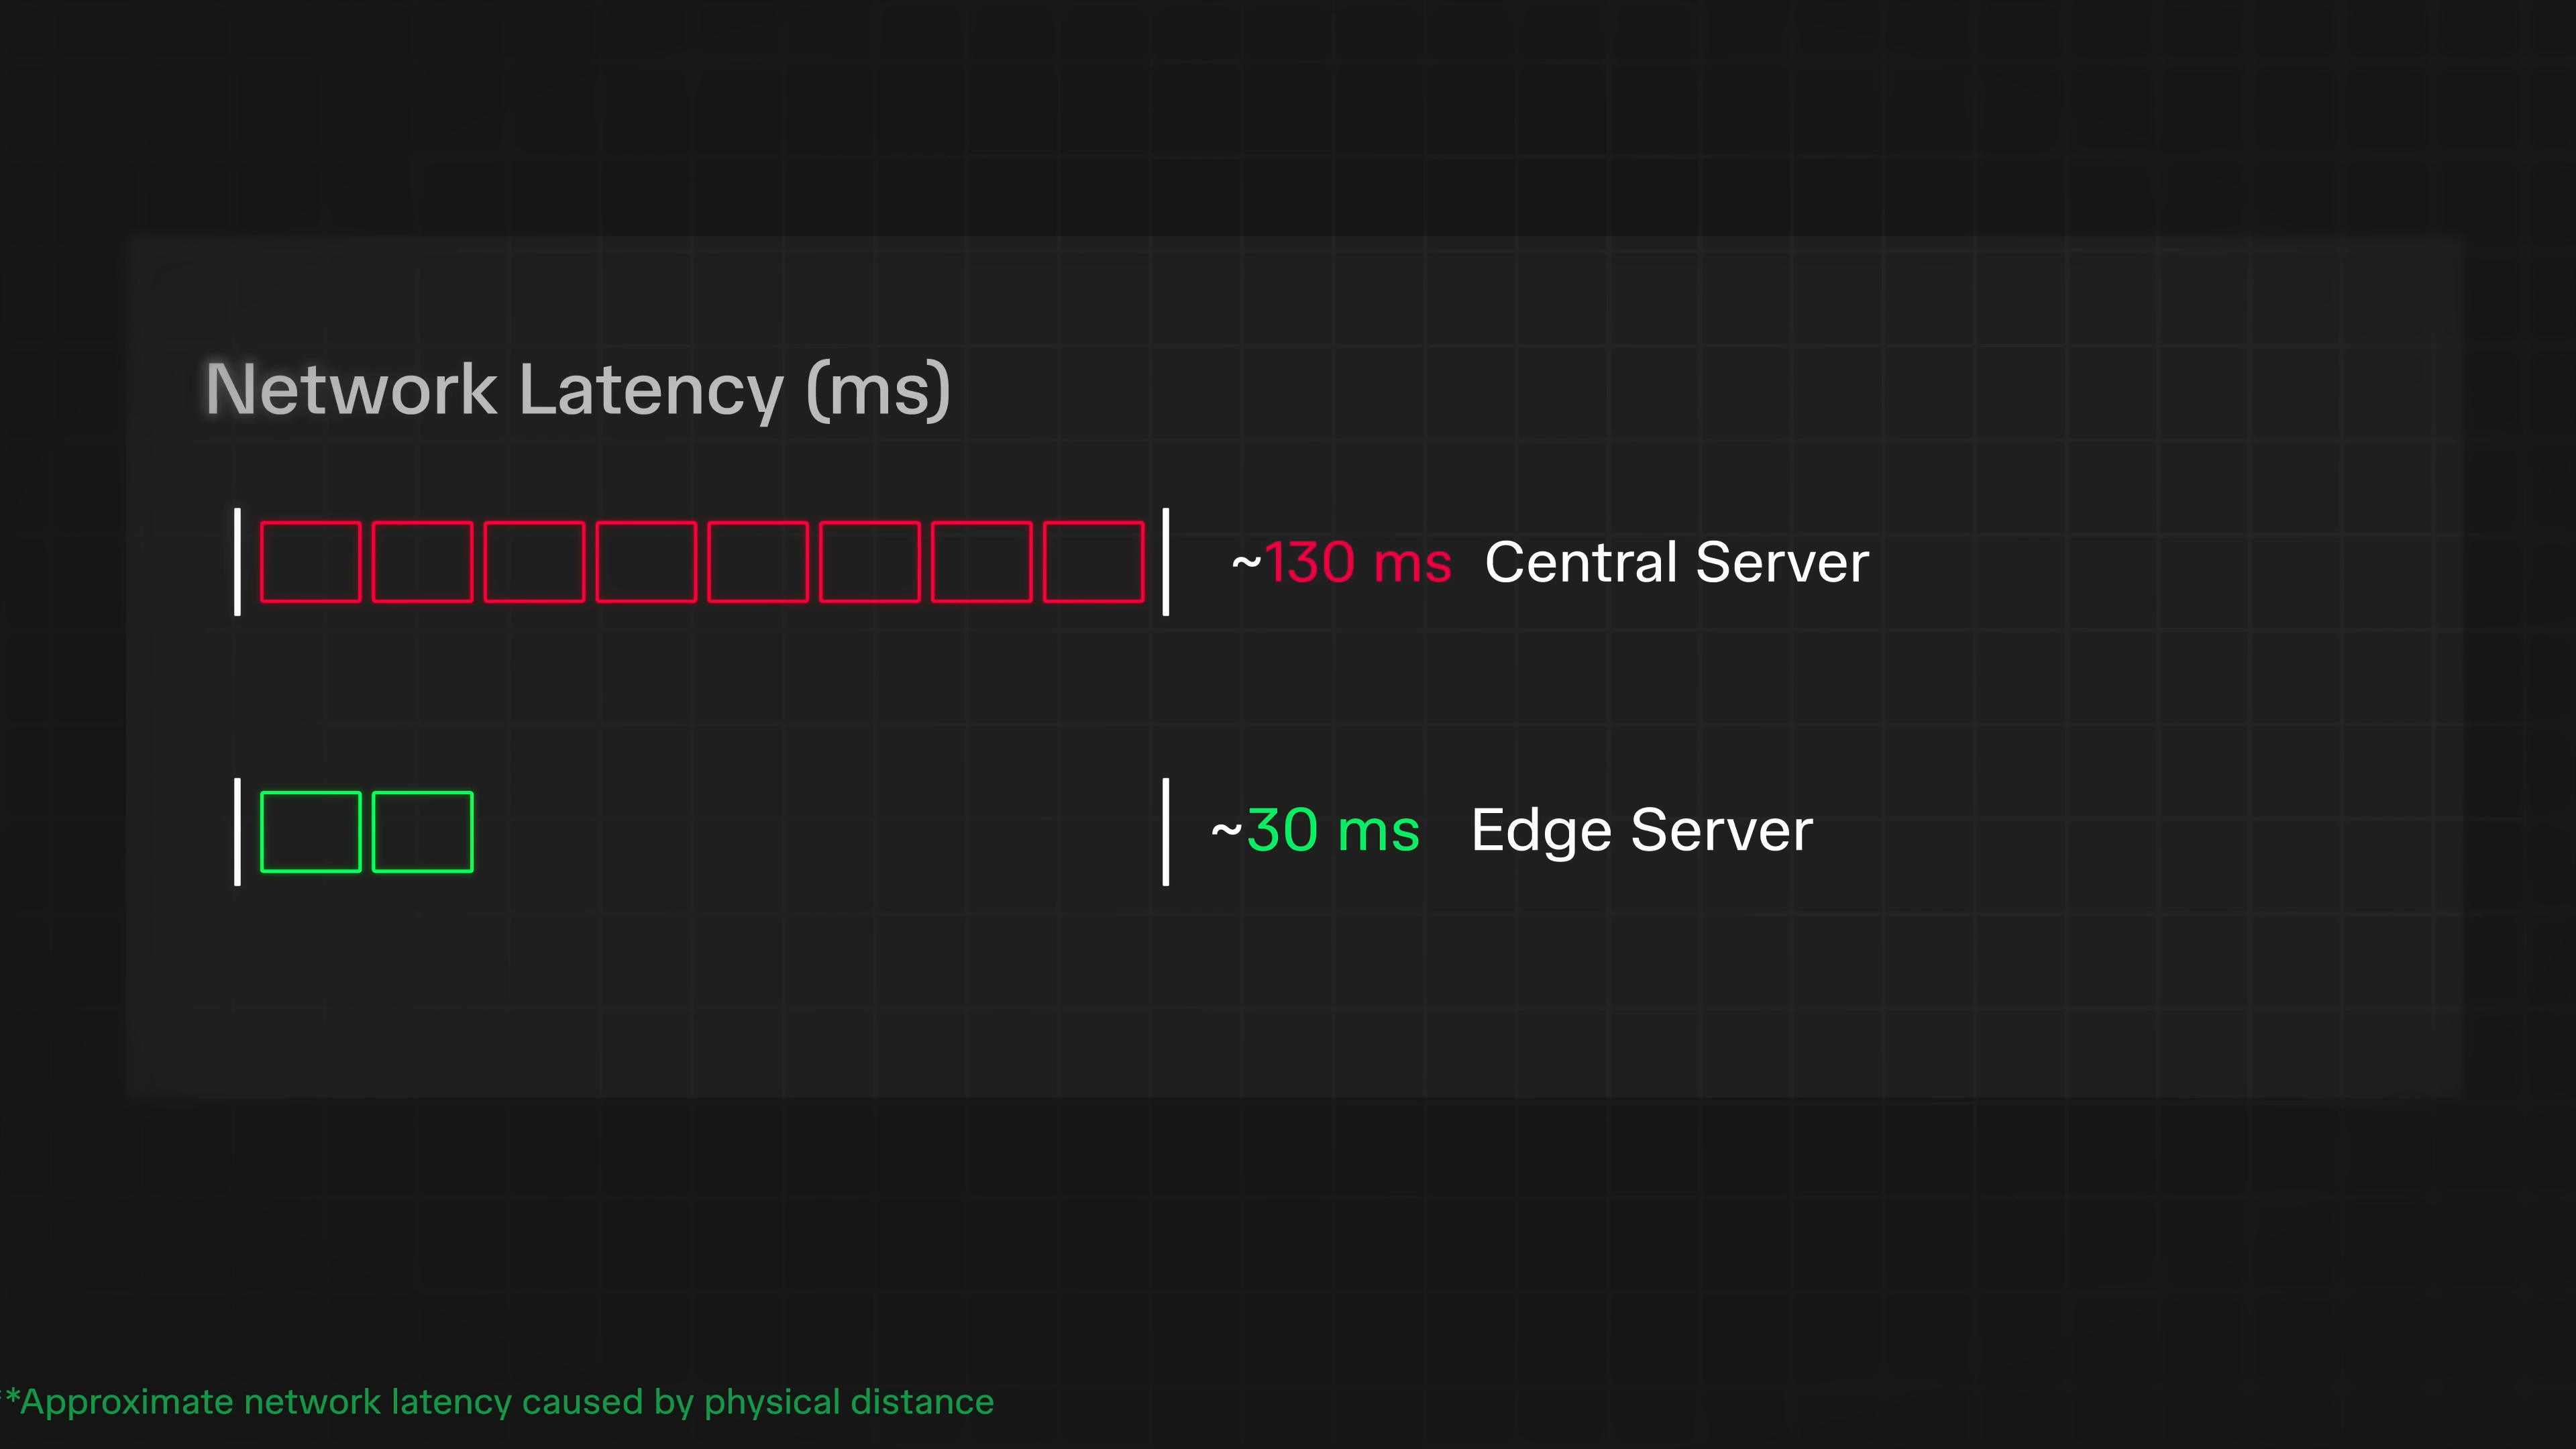 Network Latency (ms)
~130 ms Central Server
~30 ms Edge Server
**Approximate network latency caused by physical distance